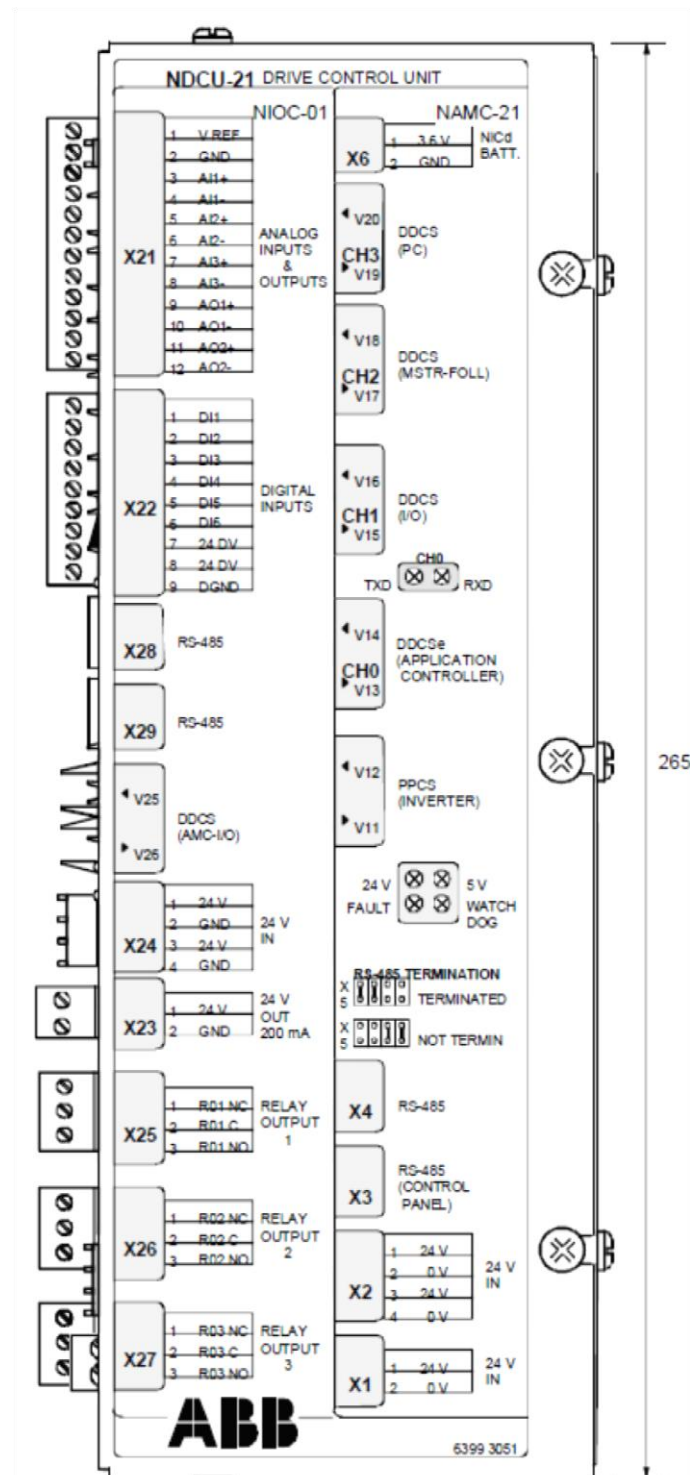 NDCU-21 DRIVE CONTROL UNIT
NIOC-01
X21
1 V REF
2 GND
3 AI1+
4 AI1-
5 AI2+
6 AI2-
7 AI3+
8 AI3-
9 AO1+
10 AO1-
11 AO2+
12 AO2-
ANALOG
INPUTS
&
OUTPUTS
X22
1 DI1
2 DI2
3 DI3
4 DI4
5 DI5
6 DI6
7 24 DV
8 24 DV
9 DGND
DIGITAL
INPUTS
X28
RS-485
X29
RS-485
V25
V26
DDCS
(AMC-I/O)
X24
1 24 V
2 GND
3 24 V
4 GND
24 V
IN
X23
1 24 V
2 GND
24 V
OUT
200 mA
X25
1 R01 NC
2 R01 C
3 R01 NO
RELAY
OUTPUT
1
X26
1 R02 NC
2 R02 C
3 R02 NO
RELAY
OUTPUT
2
X27
1 R03 NC
2 R03 C
3 R03 NO
RELAY
OUTPUT
3
ABB
NAMC-21
X6
1 3.6 V
2 GND
NICd
BATT.
V20
CH3
V19
DDCS
(PC)
V18
CH2
V17
DDCS
(MSTR-FOLL)
V16
CH1
V15
DDCS
(I/O)
CH0
TXD RXD
V14
CH0
V13
DDCSe
(APPLICATION
CONTROLLER)
V12
V11
PPCS
(INVERTER)
24 V 5 V
FAULT WATCH
DOG
RS-485 TERMINATION
X
5 TERMINATED
X
5 NOT TERMIN
X4
RS-485
X3
RS-485
(CONTROL
PANEL)
X2
1 24 V
2 0 V
3 24 V
4 0 V
24 V
IN
X1
1 24 V
2 0 V
24 V
IN
6399 3051
265